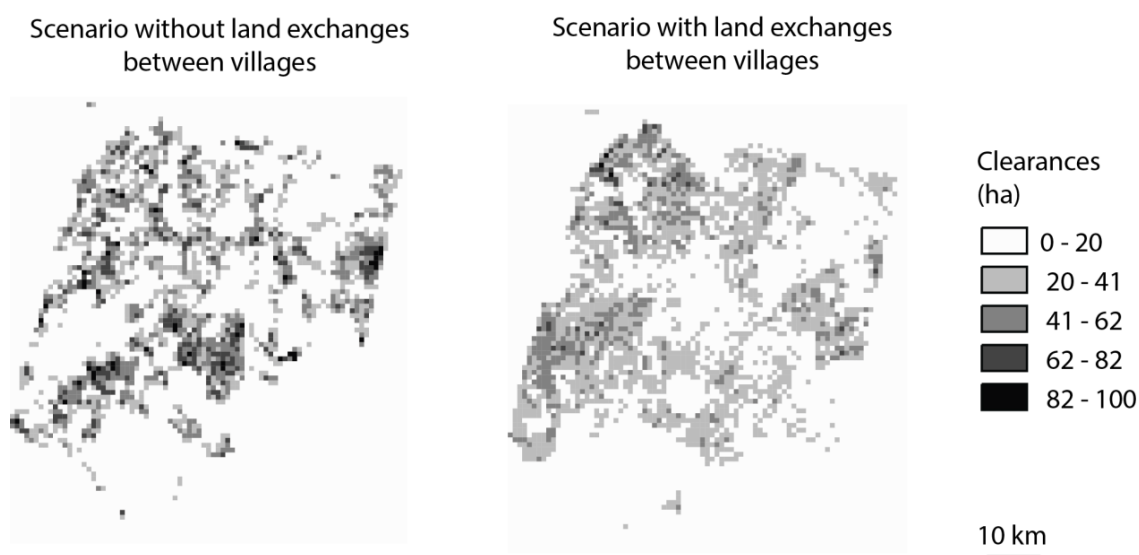 Scenario without land exchanges
between villages
Scenario with land exchanges
between villages
Clearances
(ha)
0 - 20
20 - 41
41 - 62
62 - 82
82 - 100
10 km